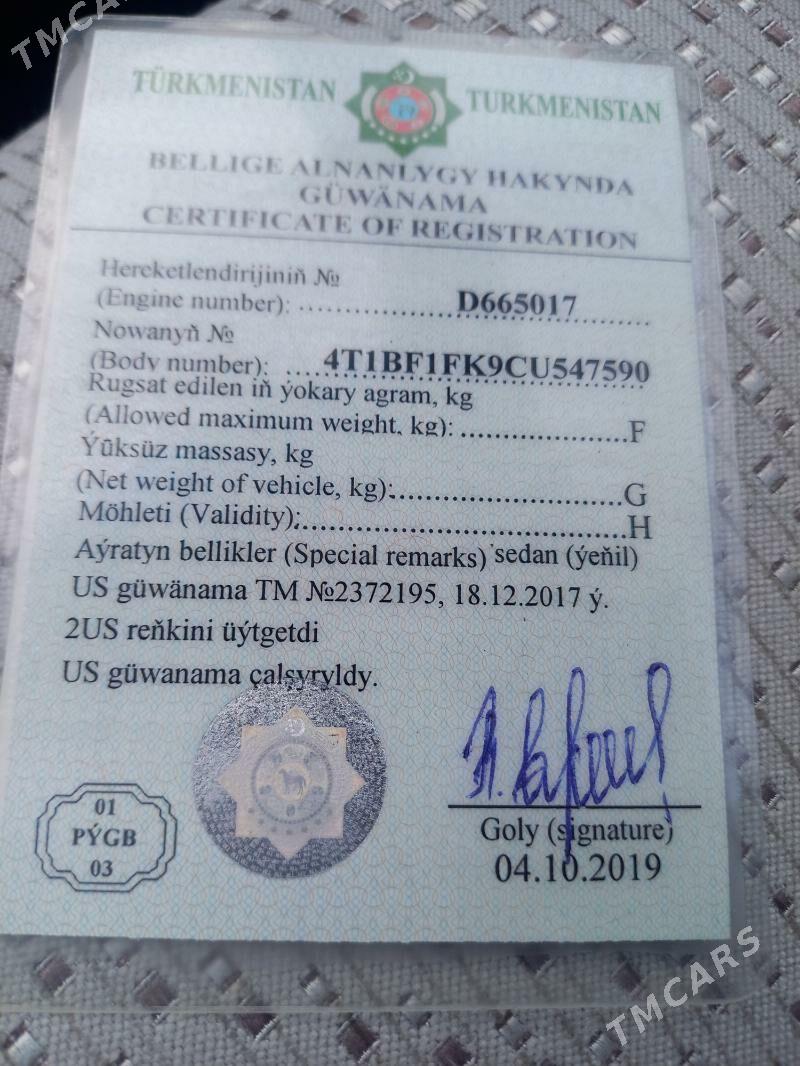 TMCARS
TÜRKMENISTAN TURKMENISTAN
BELLIGE ALNANLYGY HAKYNDA
GÜWÄNAMA
CERTIFICATE OF REGISTRATION
Hereketlendirijiniň №
(Engine number): .................... D665017 ..........
Nowanyň №
(Body number): ....4T1BF1FK9CU547590
Rugsat edilen iň ýokary agram, kg
(Allowed maximum weight, kg):......................F
Ýüksüz massasy, kg
(Net weight of vehicle, kg):..............................G
Möhleti (Validity):..........................................H
Aýratyn bellikler (Special remarks) sedan (ýeňil)
US güwänama TM №2372195, 18.12.2017 ý.
2US reňkini üýtgetdi
US güwanama çalşyryldy.
01
PÝGB
03
Goly (signature)
04.10.2019
TMCARS